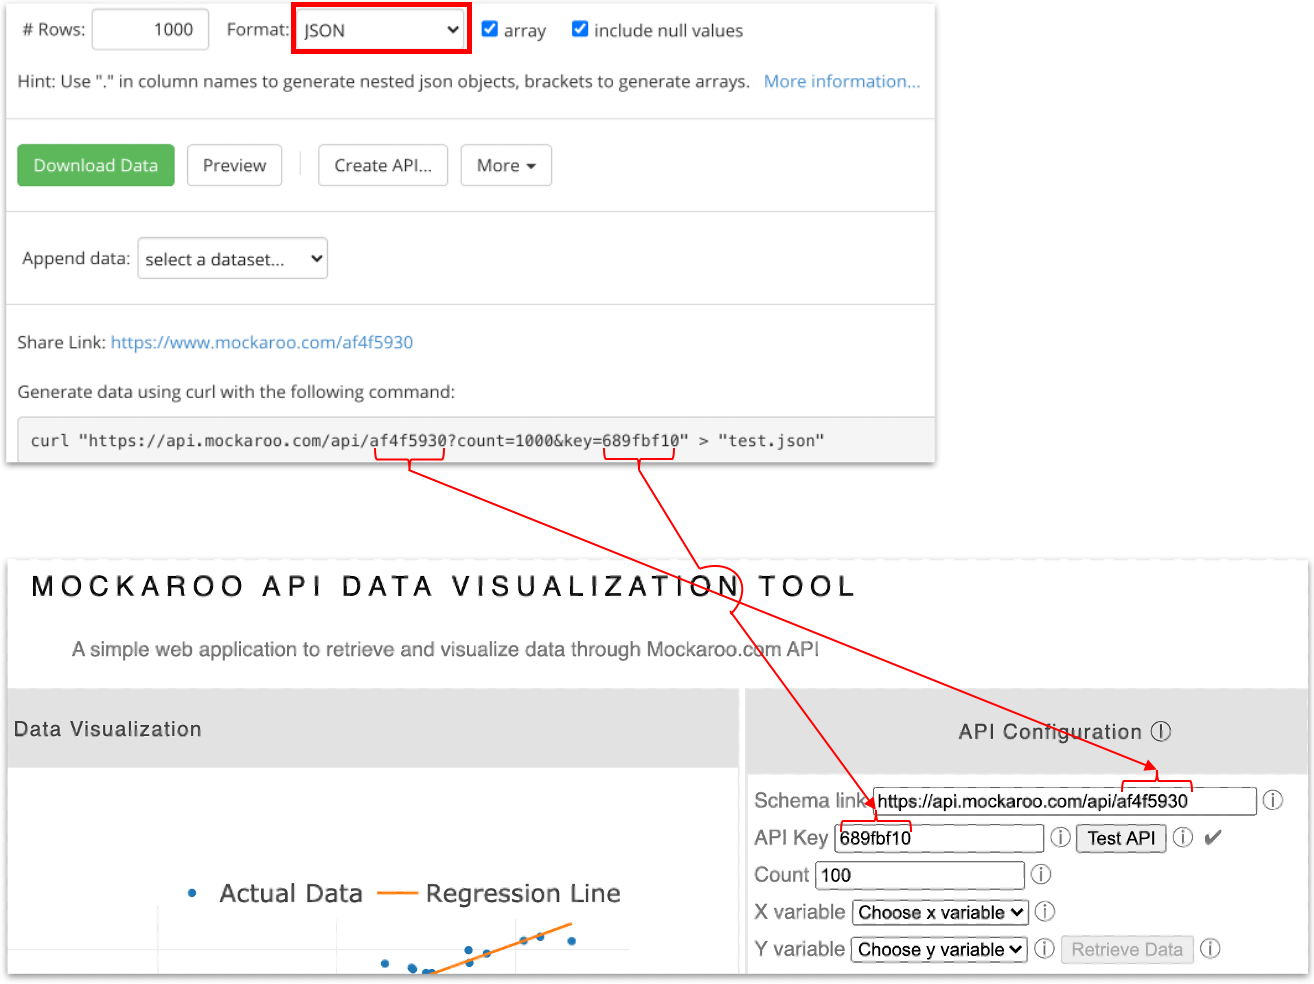 # Rows: 1000 Format: JSON array include null values
Hint: Use "." in column names to generate nested json objects, brackets to generate arrays. More information...
Download Data Preview Create API... More
Append data: select a dataset...
Share Link: https://www.mockaroo.com/af4f5930
Generate data using curl with the following command:
curl "https://api.mockaroo.com/api/af4f5930?count=1000&key=689fbf10" > "test.json"
MOCKAROO API DATA VISUALIZATION TOOL
A simple web application to retrieve and visualize data through Mockaroo.com API
Data Visualization
API Configuration ⓘ
Schema link https://api.mockaroo.com/api/af4f5930 ⓘ
API Key 689fbf10 ⓘ Test API ⓘ ✔
Count 100 ⓘ
X variable Choose x variable ⓘ
Y variable Choose y variable ⓘ Retrieve Data ⓘ
Actual Data Regression Line